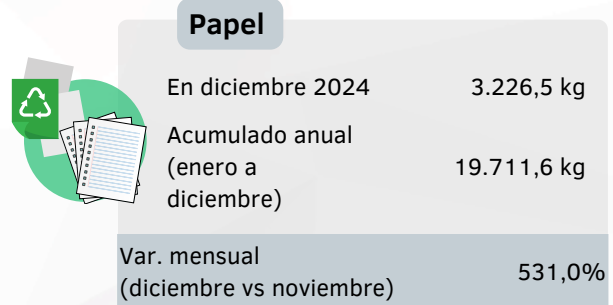 Papel
En diciembre 2024 3.226,5 kg
Acumulado anual
(enero a 19.711,6 kg
diciembre)
Var. mensual
(diciembre vs noviembre) 531,0%